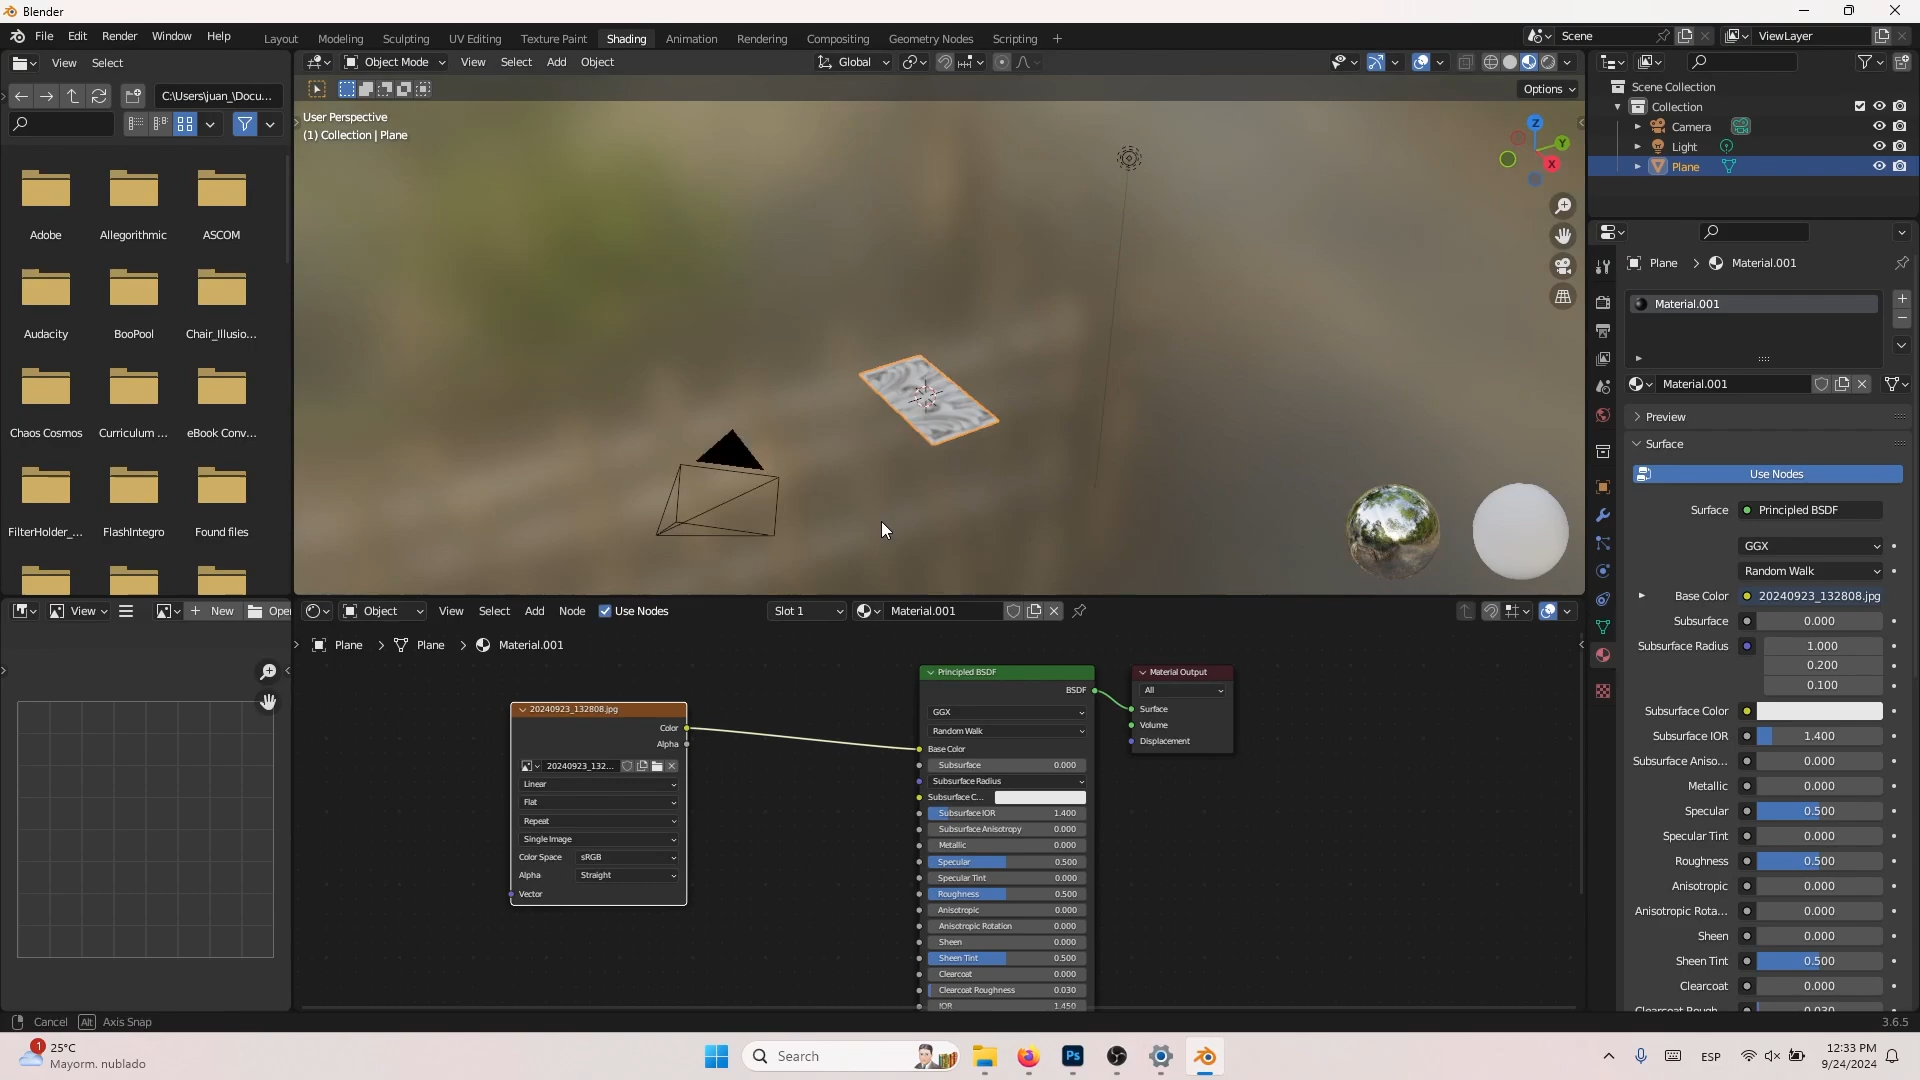 Blender
File Edit Render Window Help
Layout Modeling Sculpting UV Editing Texture Paint Shading Animation Rendering Compositing Geometry Nodes Scripting +
Scene
ViewLayer
View Select
Object Mode View Select Add Object
Global
C:\Users\juan_\Docu...
Options
User Perspective
(1) Collection | Plane
Z
Y
X
Scene Collection
Collection
Camera
Light
Plane
Adobe Allegorithmic ASCOM
Audacity BooPool Chair_Illusio...
Chaos Cosmos Curriculum ... eBook Conv...
FilterHolder_... FlashIntegro Found files
Plane > Material.001
Material.001
Material.001
Preview
Surface
Use Nodes
Surface Principled BSDF
GGX
Random Walk
Base Color 20240923_132808.jpg
Subsurface 0.000
Subsurface Radius 1.000
0.200
0.100
Subsurface Color
Subsurface IOR 1.400
Subsurface Aniso... 0.000
Metallic 0.000
Specular 0.500
Specular Tint 0.000
Roughness 0.500
Anisotropic 0.000
Anisotropic Rota... 0.000
Sheen 0.000
Sheen Tint 0.500
Clearcoat 0.000
Clearcoat Rough... 0.030
View + New Open
Object View Select Add Node Use Nodes Slot 1 Material.001
Plane > Plane > Material.001
20240923_132808.jpg
Color
Alpha
20240923_132...
Linear
Flat
Repeat
Single Image
Color Space sRGB
Alpha Straight
Vector
Principled BSDF
BSDF
GGX
Random Walk
Base Color
Subsurface 0.000
Subsurface Radius
Subsurface C...
Subsurface IOR 1.400
Subsurface Anisotropy 0.000
Metallic 0.000
Specular 0.500
Specular Tint 0.000
Roughness 0.500
Anisotropic 0.000
Anisotropic Rotation 0.000
Sheen 0.000
Sheen Tint 0.500
Clearcoat 0.000
Clearcoat Roughness 0.030
IOR 1.450
Material Output
All
Surface
Volume
Displacement
Cancel Alt Axis Snap
3.6.5
1
25°C
Mayorm. nublado
Search
Ps
ESP
12:33 PM
9/24/2024